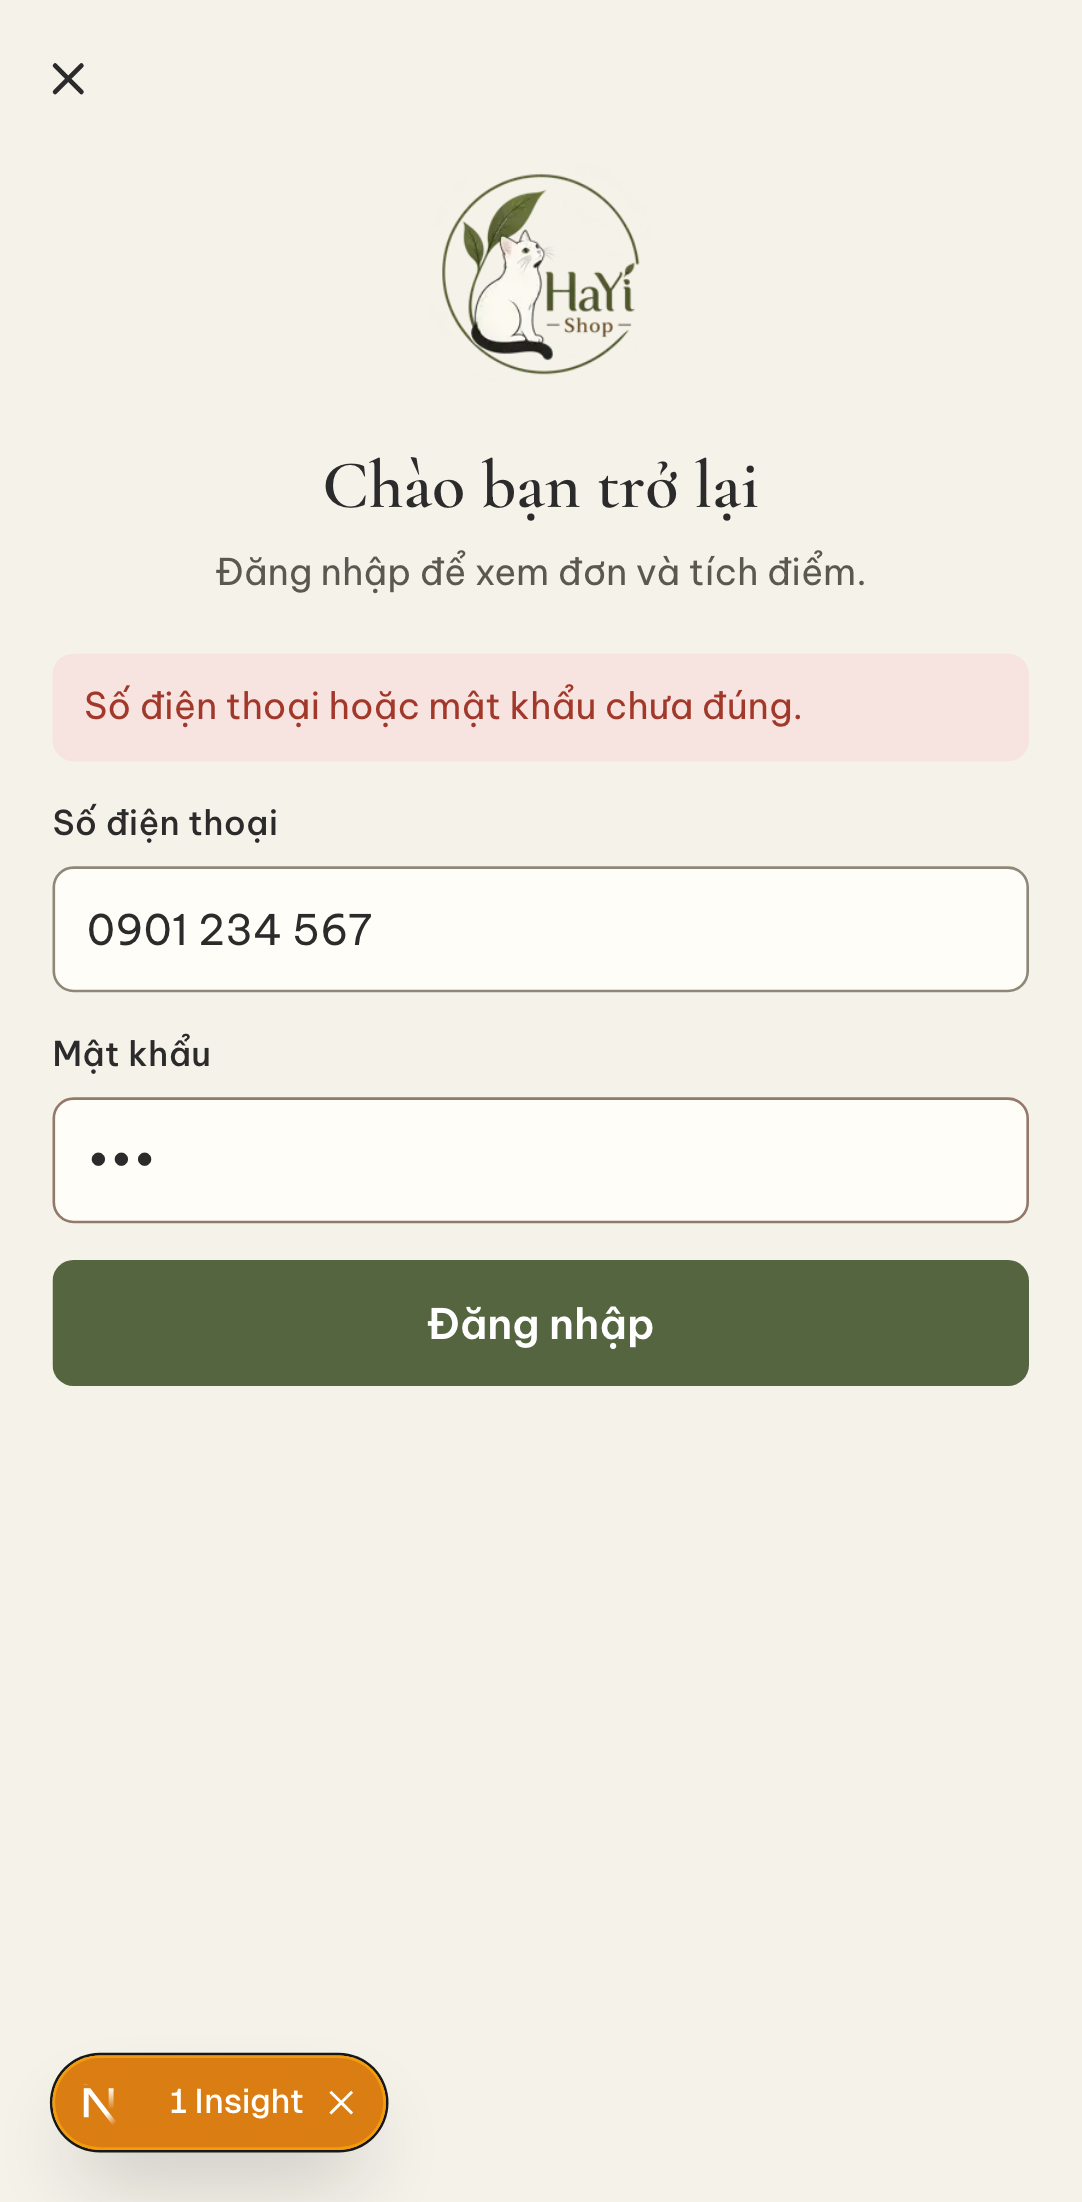 HaYi
Shop
Chào bạn trở lại
Đăng nhập để xem đơn và tích điểm.
Số điện thoại hoặc mật khẩu chưa đúng.
Số điện thoại
0901 234 567
Mật khẩu
•••
Đăng nhập
N 1 Insight